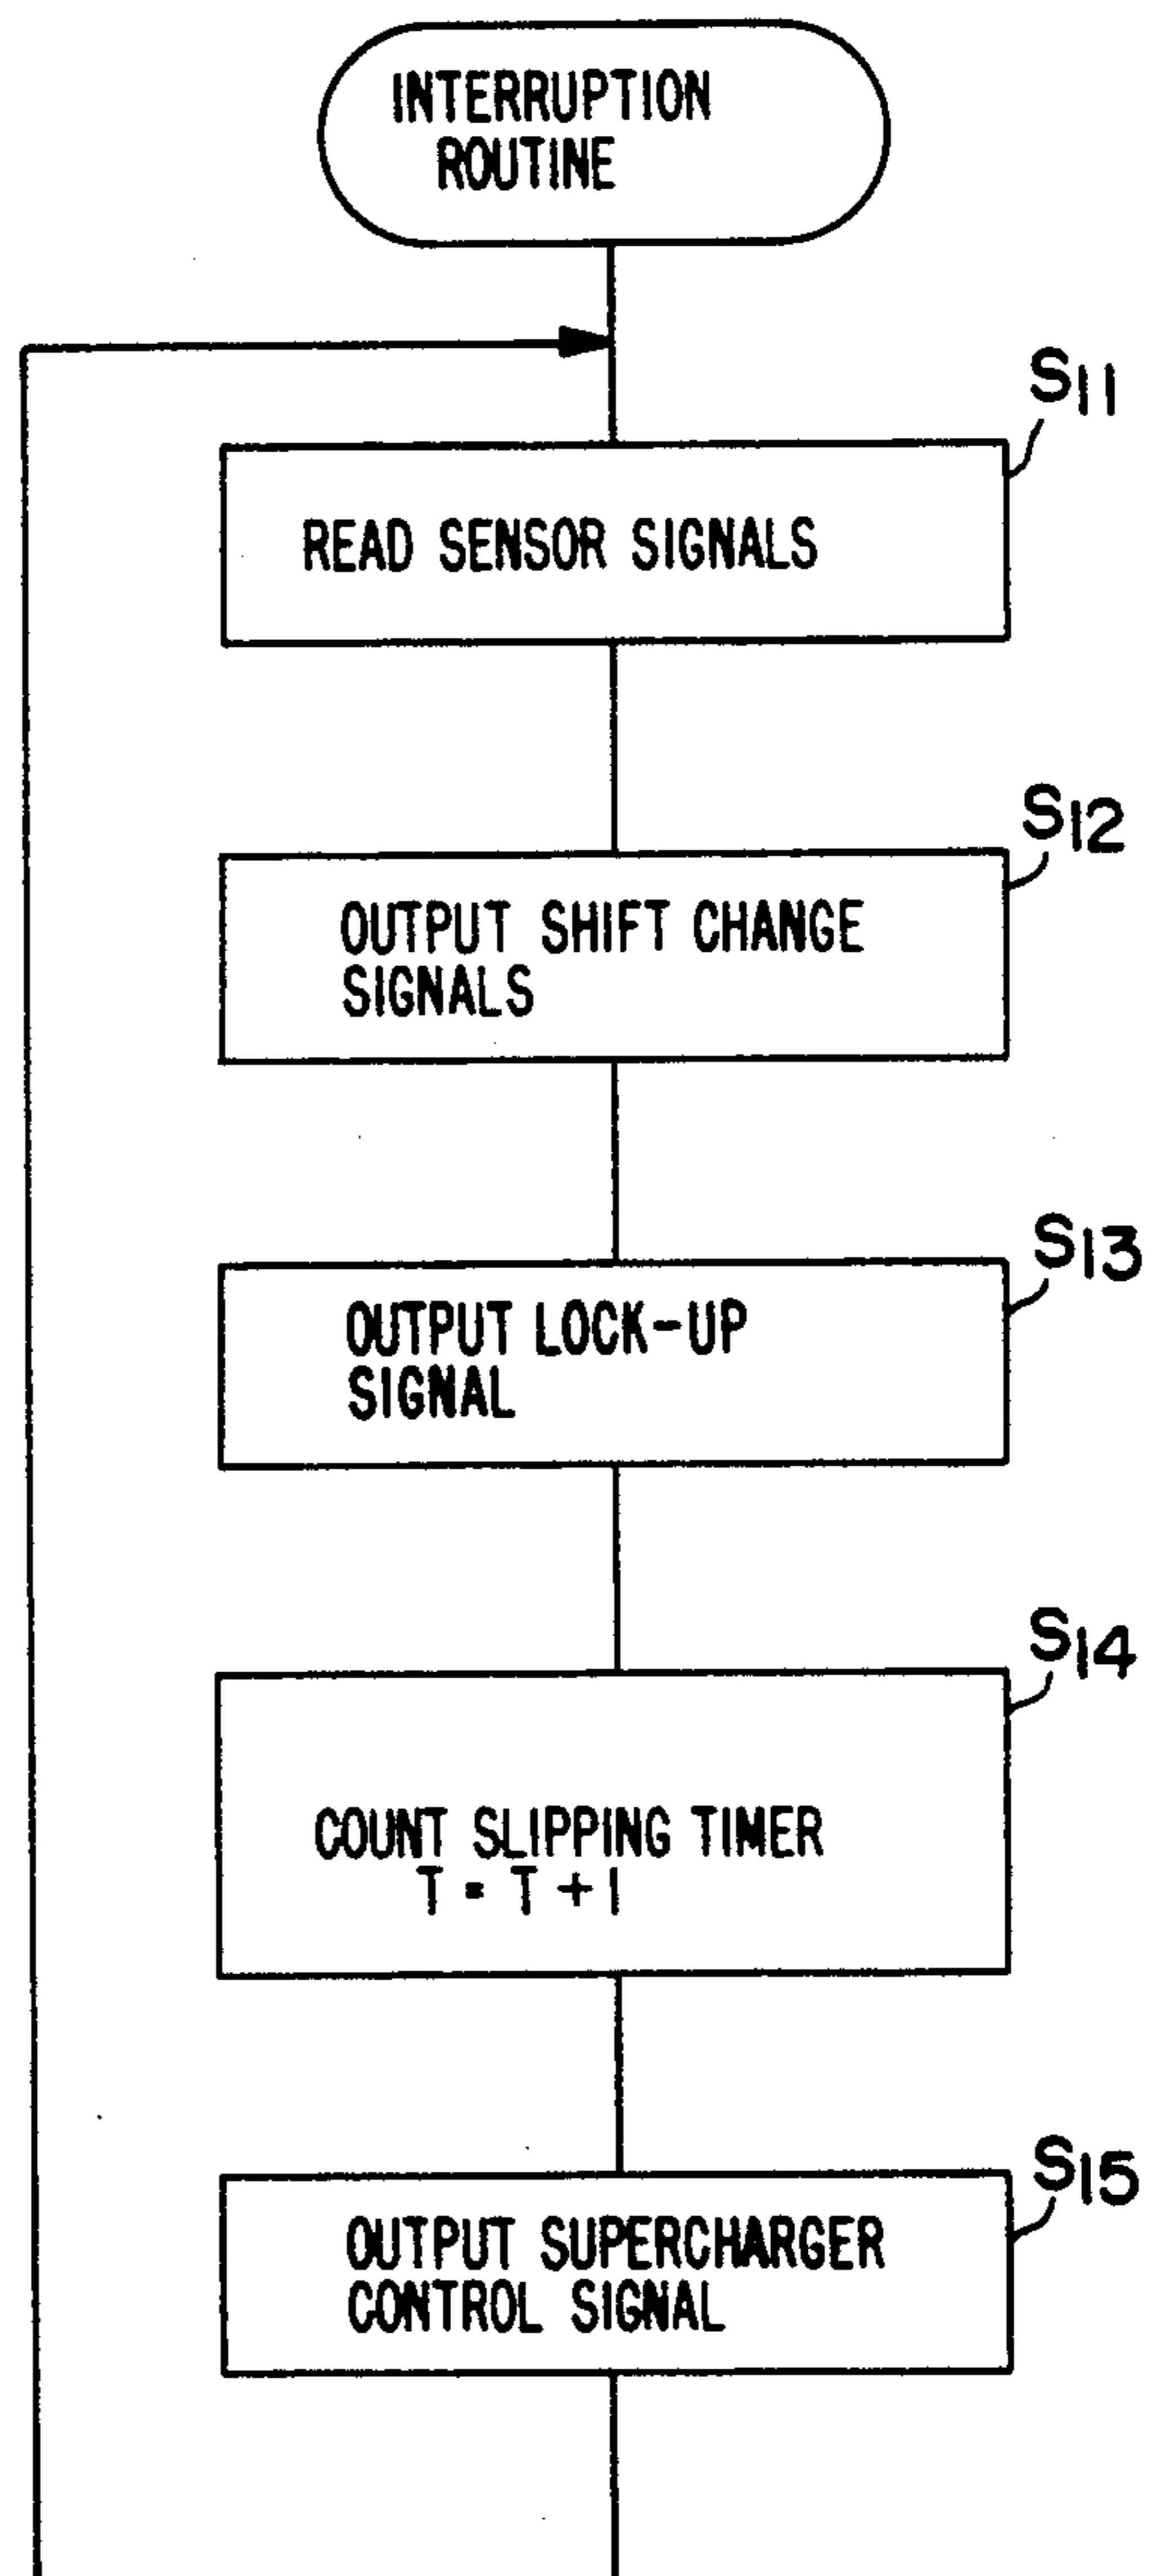 INTERRUPTION
ROUTINE
S11
READ SENSOR SIGNALS
S12
OUTPUT SHIFT CHANGE
SIGNALS
S13
OUTPUT LOCK-UP
SIGNAL
S14
COUNT SLIPPING TIMER
T = T + 1
S15
OUTPUT SUPERCHARGER
CONTROL SIGNAL